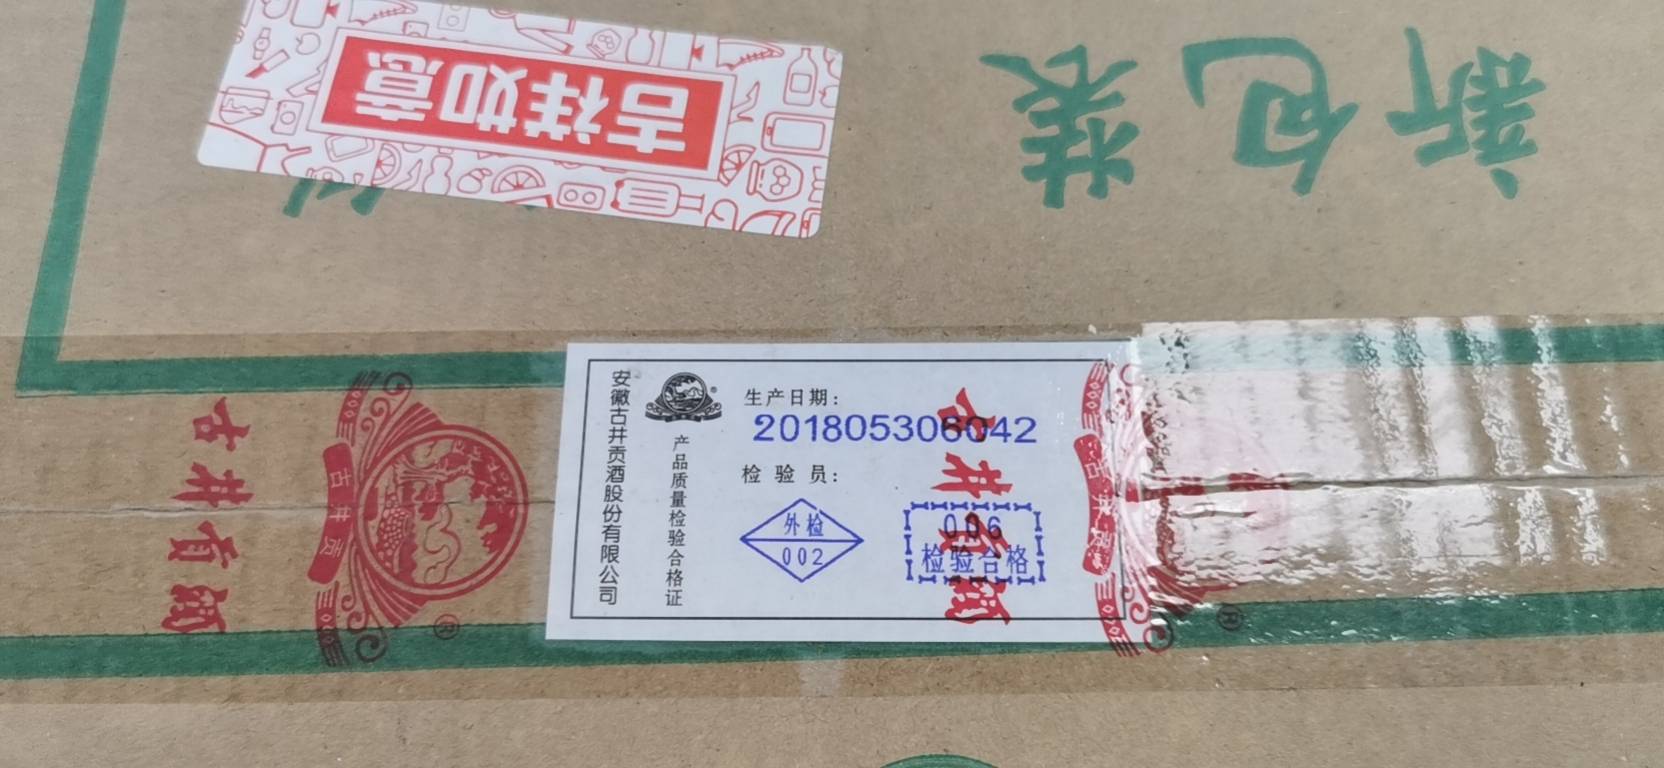 吉祥如意
新包装
安徽古井贡酒股份有限公司
产品质量检验合格证
生产日期:
201805306042
检验员:
外检
002
006
检验合格
古井贡
®
古井贡
®